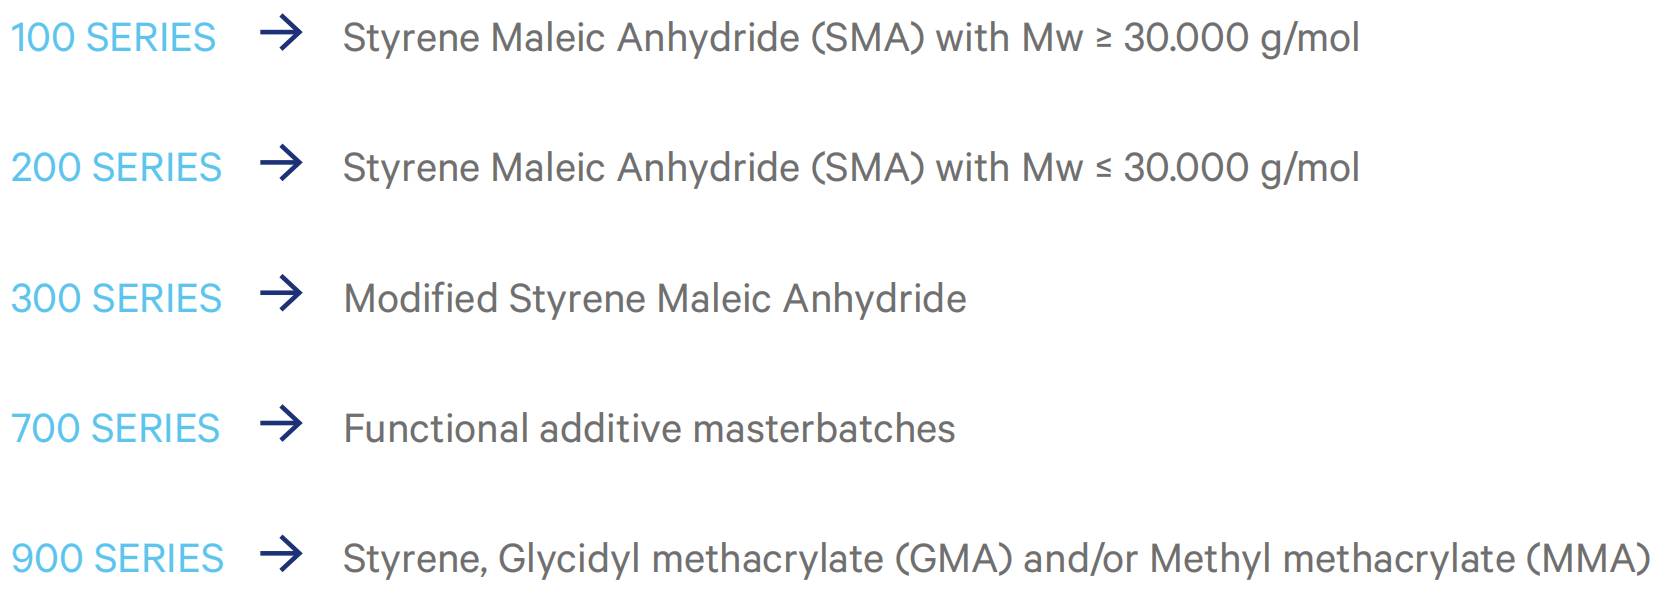 100 SERIES → Styrene Maleic Anhydride (SMA) with Mw ≥ 30.000 g/mol
200 SERIES → Styrene Maleic Anhydride (SMA) with Mw ≤ 30.000 g/mol
300 SERIES → Modified Styrene Maleic Anhydride
700 SERIES → Functional additive masterbatches
900 SERIES → Styrene, Glycidyl methacrylate (GMA) and/or Methyl methacrylate (MMA)